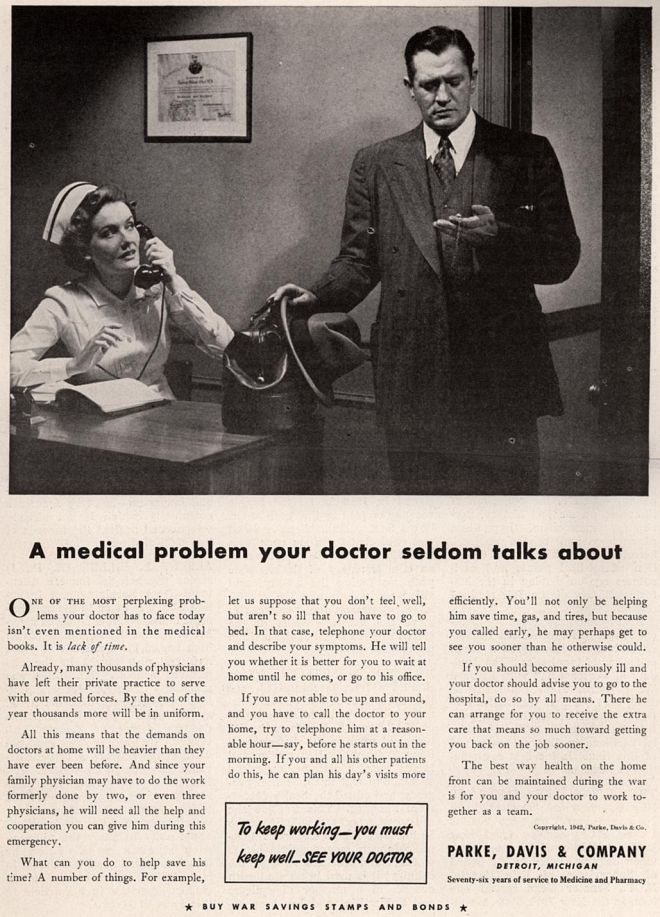 A medical problem your doctor seldom talks about
ONE OF THE MOST perplexing prob-
lems your doctor has to face today
isn't even mentioned in the medical
books. It is lack of time.
Already, many thousands of physicians
have left their private practice to serve
with our armed forces. By the end of the
year thousands more will be in uniform.
All this means that the demands on
doctors at home will be heavier than they
have ever been before. And since your
family physician may have to do the work
formerly done by two, or even three
physicians, he will need all the help and
cooperation you can give him during this
emergency.
What can you do to help save his
time? A number of things. For example,
let us suppose that you don't feel well,
but aren't so ill that you have to go to
bed. In that case, telephone your doctor
and describe your symptoms. He will tell
you whether it is better for you to wait at
home until he comes, or go to his office.
If you are not able to be up and around,
and you have to call the doctor to your
home, try to telephone him at a reason-
able hour—say, before he starts out in the
morning. If you and all his other patients
do this, he can plan his day's visits more
To keep working—you must
keep well—SEE YOUR DOCTOR
efficiently. You'll not only be helping
him save time, gas, and tires, but because
you called early, he may perhaps get to
see you sooner than he otherwise could.
If you should become seriously ill and
your doctor should advise you to go to the
hospital, do so by all means. There he
can arrange for you to receive the extra
care that means so much toward getting
you back on the job sooner.
The best way health on the home
front can be maintained during the war
is for you and your doctor to work to-
gether as a team.
Copyright, 1942, Parke, Davis & Co.
PARKE, DAVIS & COMPANY
DETROIT, MICHIGAN
Seventy-six years of service to Medicine and Pharmacy
★ BUY WAR SAVINGS STAMPS AND BONDS ★